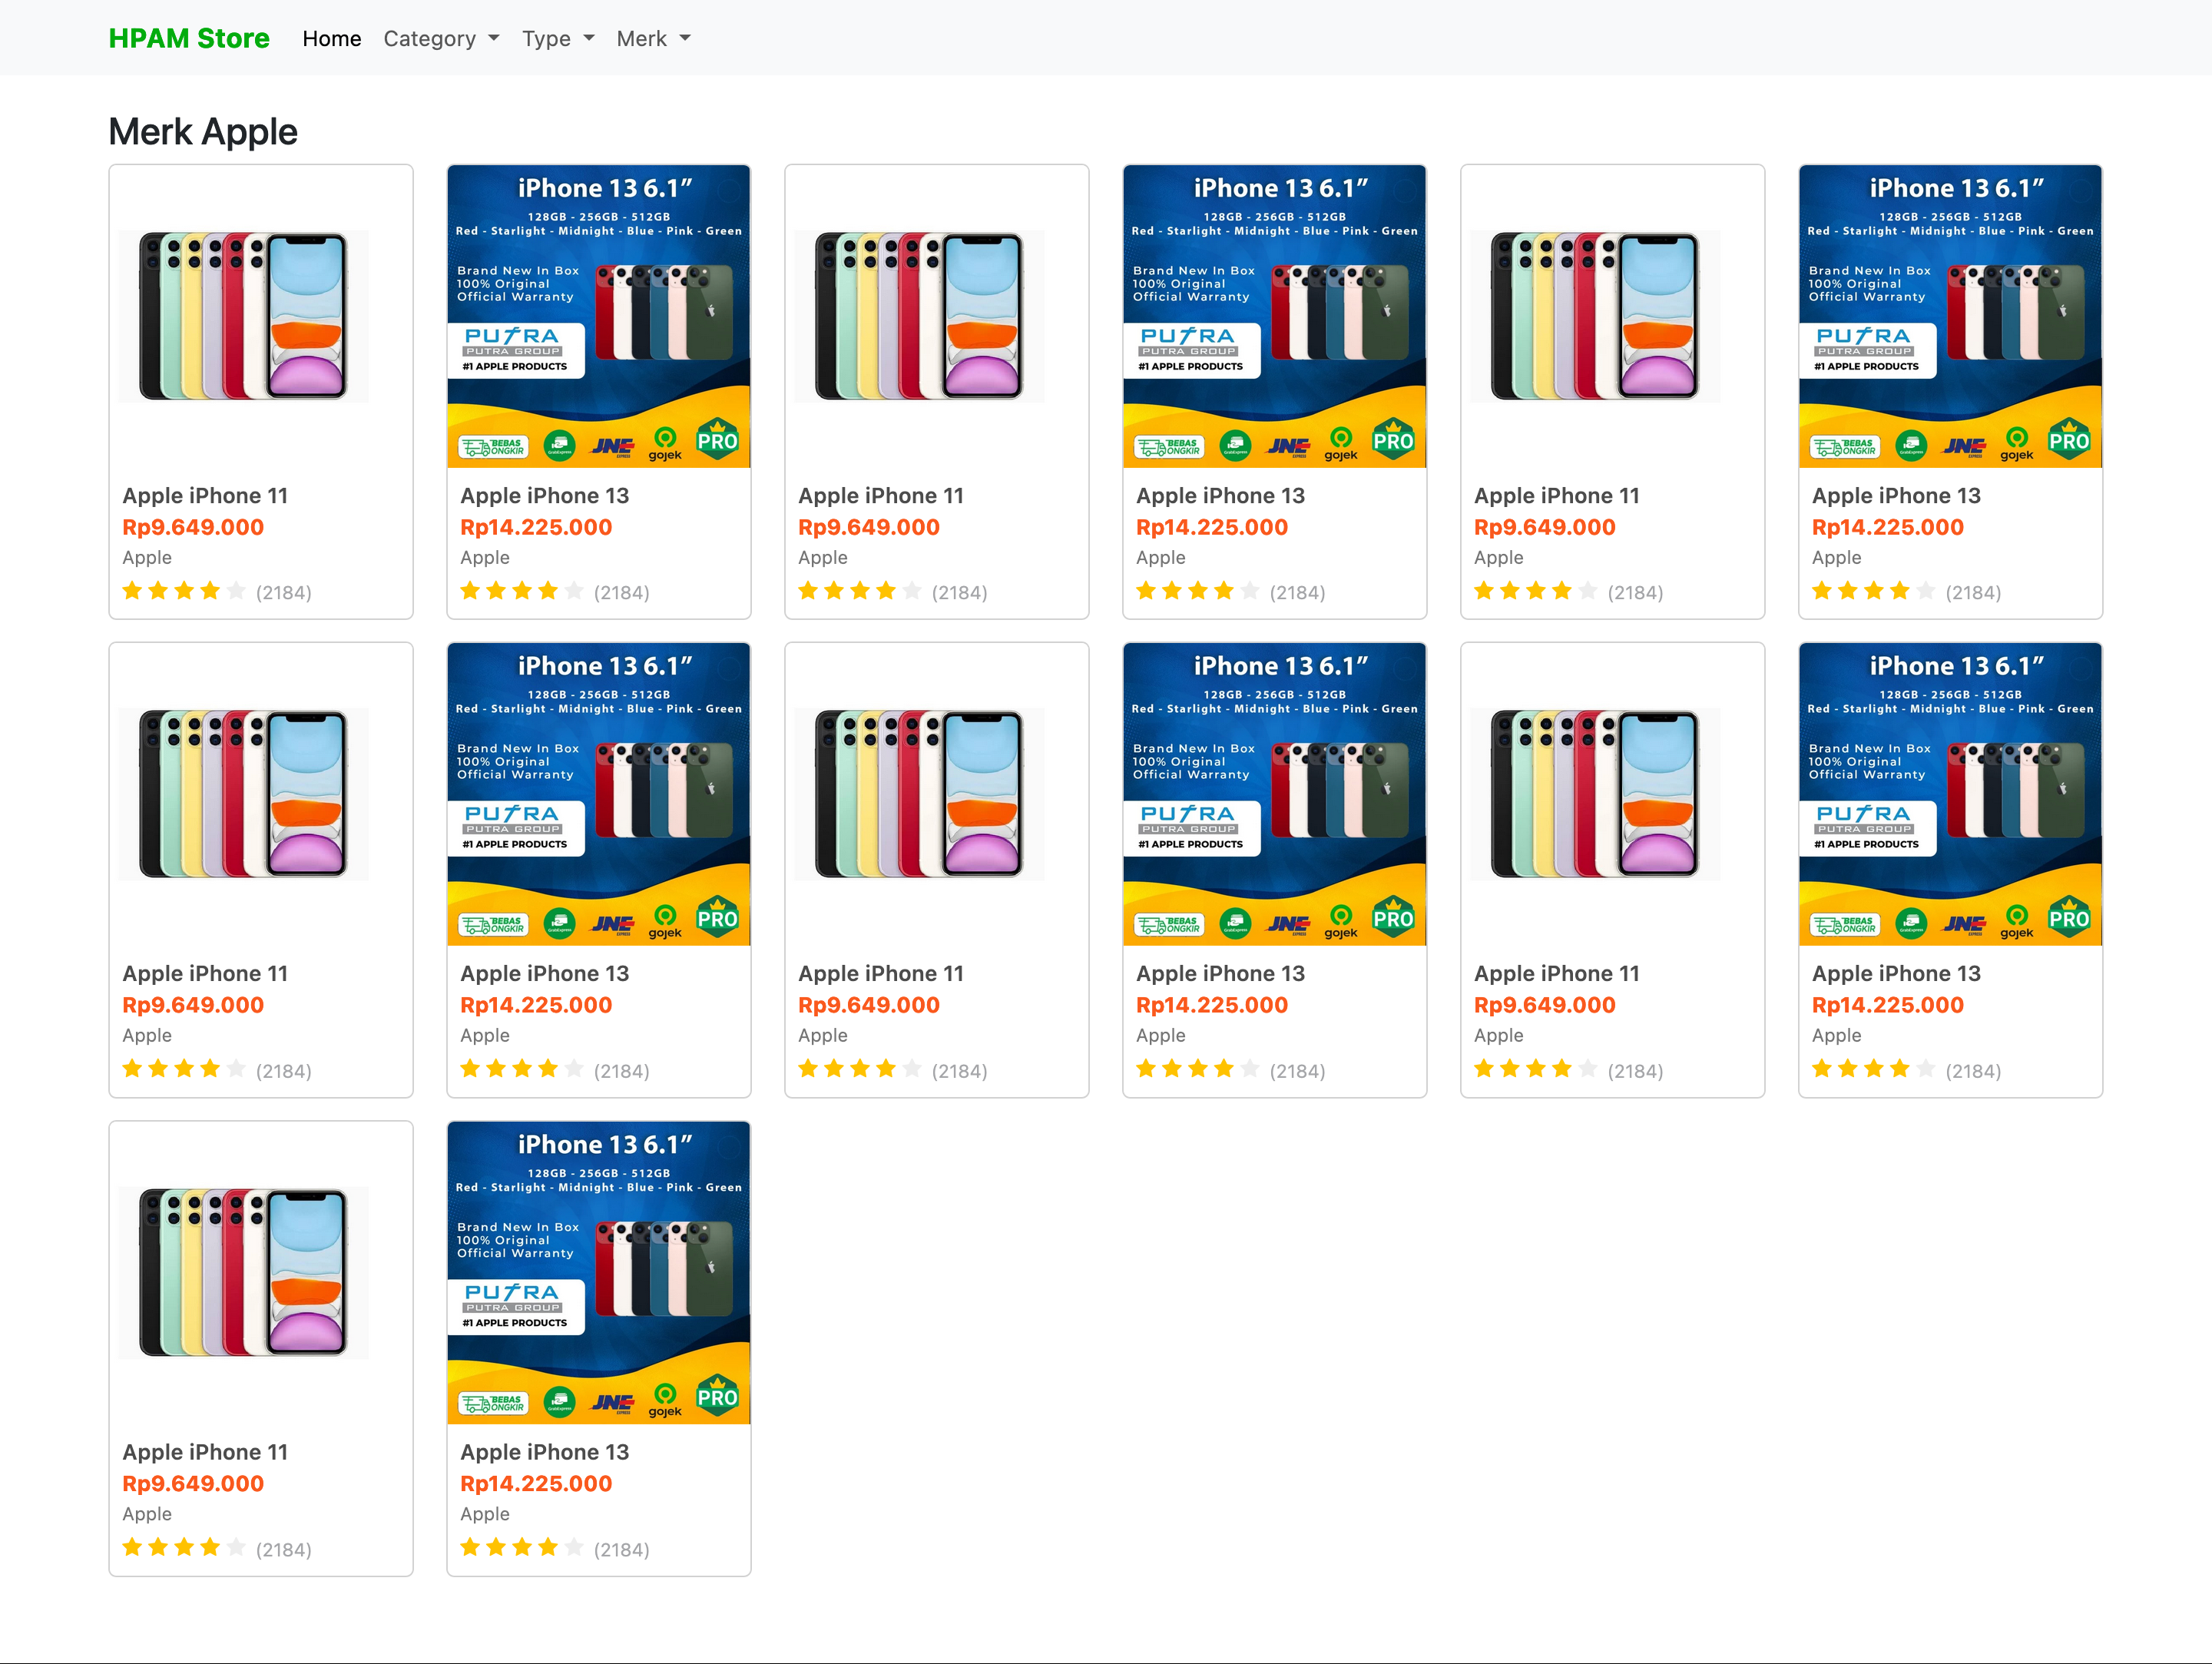 HPAM Store Home Category Type Merk
Merk Apple
Apple iPhone 11
Rp9.649.000
Apple
(2184)
iPhone 13 6.1″
128GB - 256GB - 512GB
Red - Starlight - Midnight - Blue - Pink - Green
Brand New In Box
100% Original
Official Warranty
PUTRA
PUTRA GROUP
#1 APPLE PRODUCTS
BEBAS
ONGKIR
GrabExpress
JNE
EXPRESS
gojek
PRO
Apple iPhone 13
Rp14.225.000
Apple
(2184)
Apple iPhone 11
Rp9.649.000
Apple
(2184)
iPhone 13 6.1″
128GB - 256GB - 512GB
Red - Starlight - Midnight - Blue - Pink - Green
Brand New In Box
100% Original
Official Warranty
PUTRA
PUTRA GROUP
#1 APPLE PRODUCTS
BEBAS
ONGKIR
GrabExpress
JNE
EXPRESS
gojek
PRO
Apple iPhone 13
Rp14.225.000
Apple
(2184)
Apple iPhone 11
Rp9.649.000
Apple
(2184)
iPhone 13 6.1″
128GB - 256GB - 512GB
Red - Starlight - Midnight - Blue - Pink - Green
Brand New In Box
100% Original
Official Warranty
PUTRA
PUTRA GROUP
#1 APPLE PRODUCTS
BEBAS
ONGKIR
GrabExpress
JNE
EXPRESS
gojek
PRO
Apple iPhone 13
Rp14.225.000
Apple
(2184)
Apple iPhone 11
Rp9.649.000
Apple
(2184)
iPhone 13 6.1″
128GB - 256GB - 512GB
Red - Starlight - Midnight - Blue - Pink - Green
Brand New In Box
100% Original
Official Warranty
PUTRA
PUTRA GROUP
#1 APPLE PRODUCTS
BEBAS
ONGKIR
GrabExpress
JNE
EXPRESS
gojek
PRO
Apple iPhone 13
Rp14.225.000
Apple
(2184)
Apple iPhone 11
Rp9.649.000
Apple
(2184)
iPhone 13 6.1″
128GB - 256GB - 512GB
Red - Starlight - Midnight - Blue - Pink - Green
Brand New In Box
100% Original
Official Warranty
PUTRA
PUTRA GROUP
#1 APPLE PRODUCTS
BEBAS
ONGKIR
GrabExpress
JNE
EXPRESS
gojek
PRO
Apple iPhone 13
Rp14.225.000
Apple
(2184)
Apple iPhone 11
Rp9.649.000
Apple
(2184)
iPhone 13 6.1″
128GB - 256GB - 512GB
Red - Starlight - Midnight - Blue - Pink - Green
Brand New In Box
100% Original
Official Warranty
PUTRA
PUTRA GROUP
#1 APPLE PRODUCTS
BEBAS
ONGKIR
GrabExpress
JNE
EXPRESS
gojek
PRO
Apple iPhone 13
Rp14.225.000
Apple
(2184)
Apple iPhone 11
Rp9.649.000
Apple
(2184)
iPhone 13 6.1″
128GB - 256GB - 512GB
Red - Starlight - Midnight - Blue - Pink - Green
Brand New In Box
100% Original
Official Warranty
PUTRA
PUTRA GROUP
#1 APPLE PRODUCTS
BEBAS
ONGKIR
GrabExpress
JNE
EXPRESS
gojek
PRO
Apple iPhone 13
Rp14.225.000
Apple
(2184)